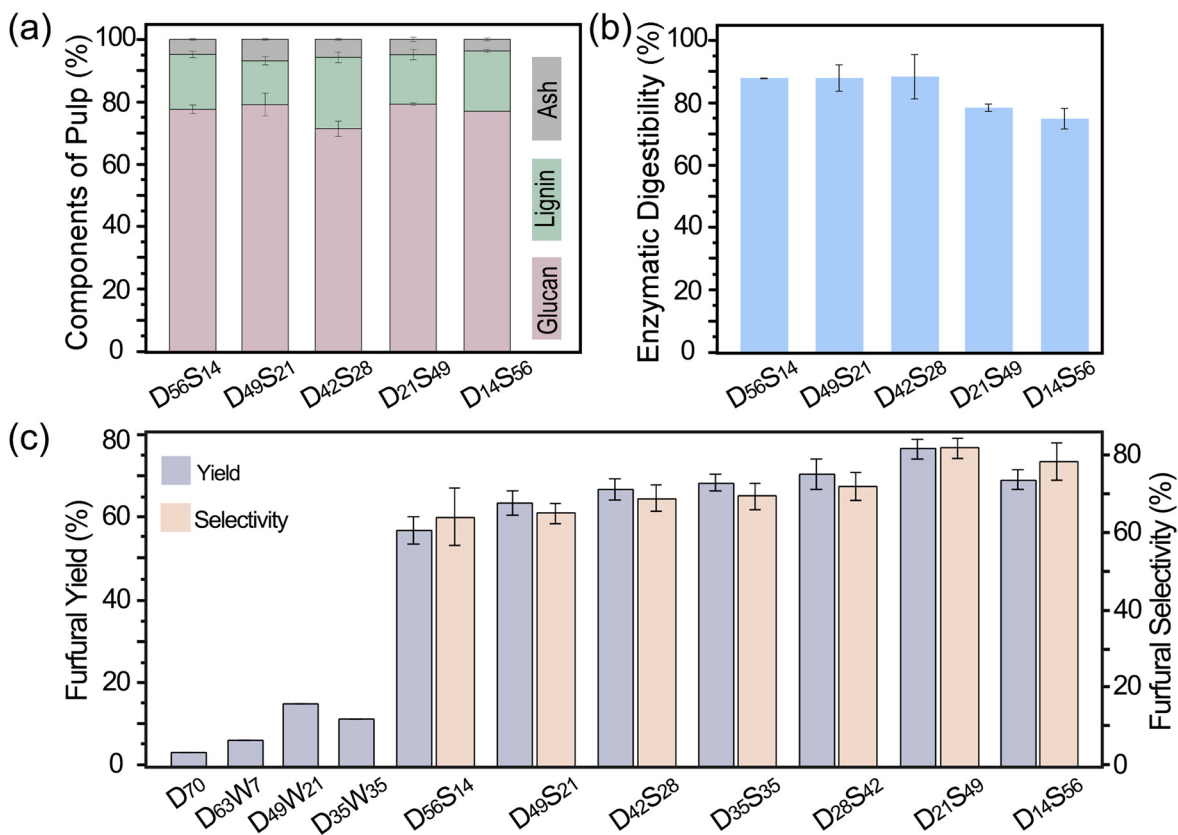 (a)
Components of Pulp (%)
100
80
60
40
20
0
Ash
Lignin
Glucan
D56S14
D49S21
D42S28
D21S49
D14S56
(b)
Enzymatic Digestibility (%)
100
80
60
40
20
0
D56S14
D49S21
D42S28
D21S49
D14S56
(c)
Furfural Yield (%)
80
60
40
20
0
Yield
Selectivity
D70
D63W7
D49W21
D35W35
D56S14
D49S21
D42S28
D35S35
D28S42
D21S49
D14S56
80
60
40
20
0
Furfural Selectivity (%)